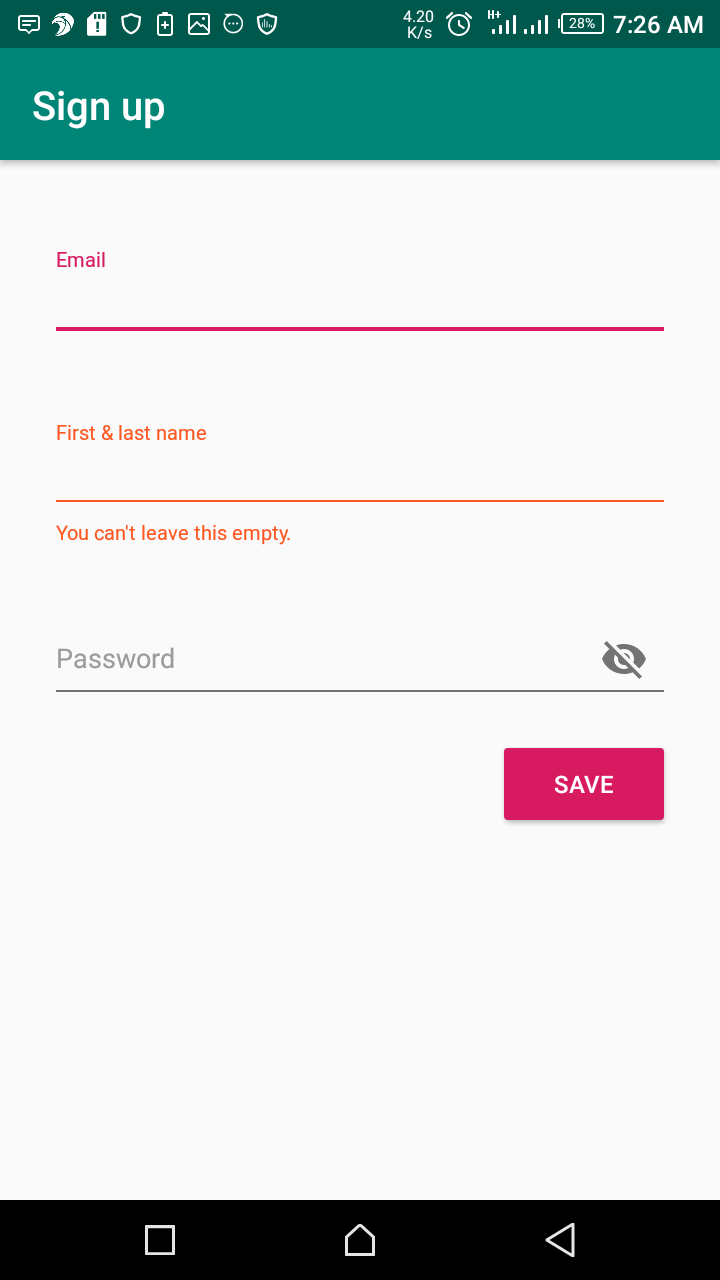 4.20 K/s H+ 28% 7:26 AM
Sign up
Email
First & last name
You can't leave this empty.
Password
SAVE